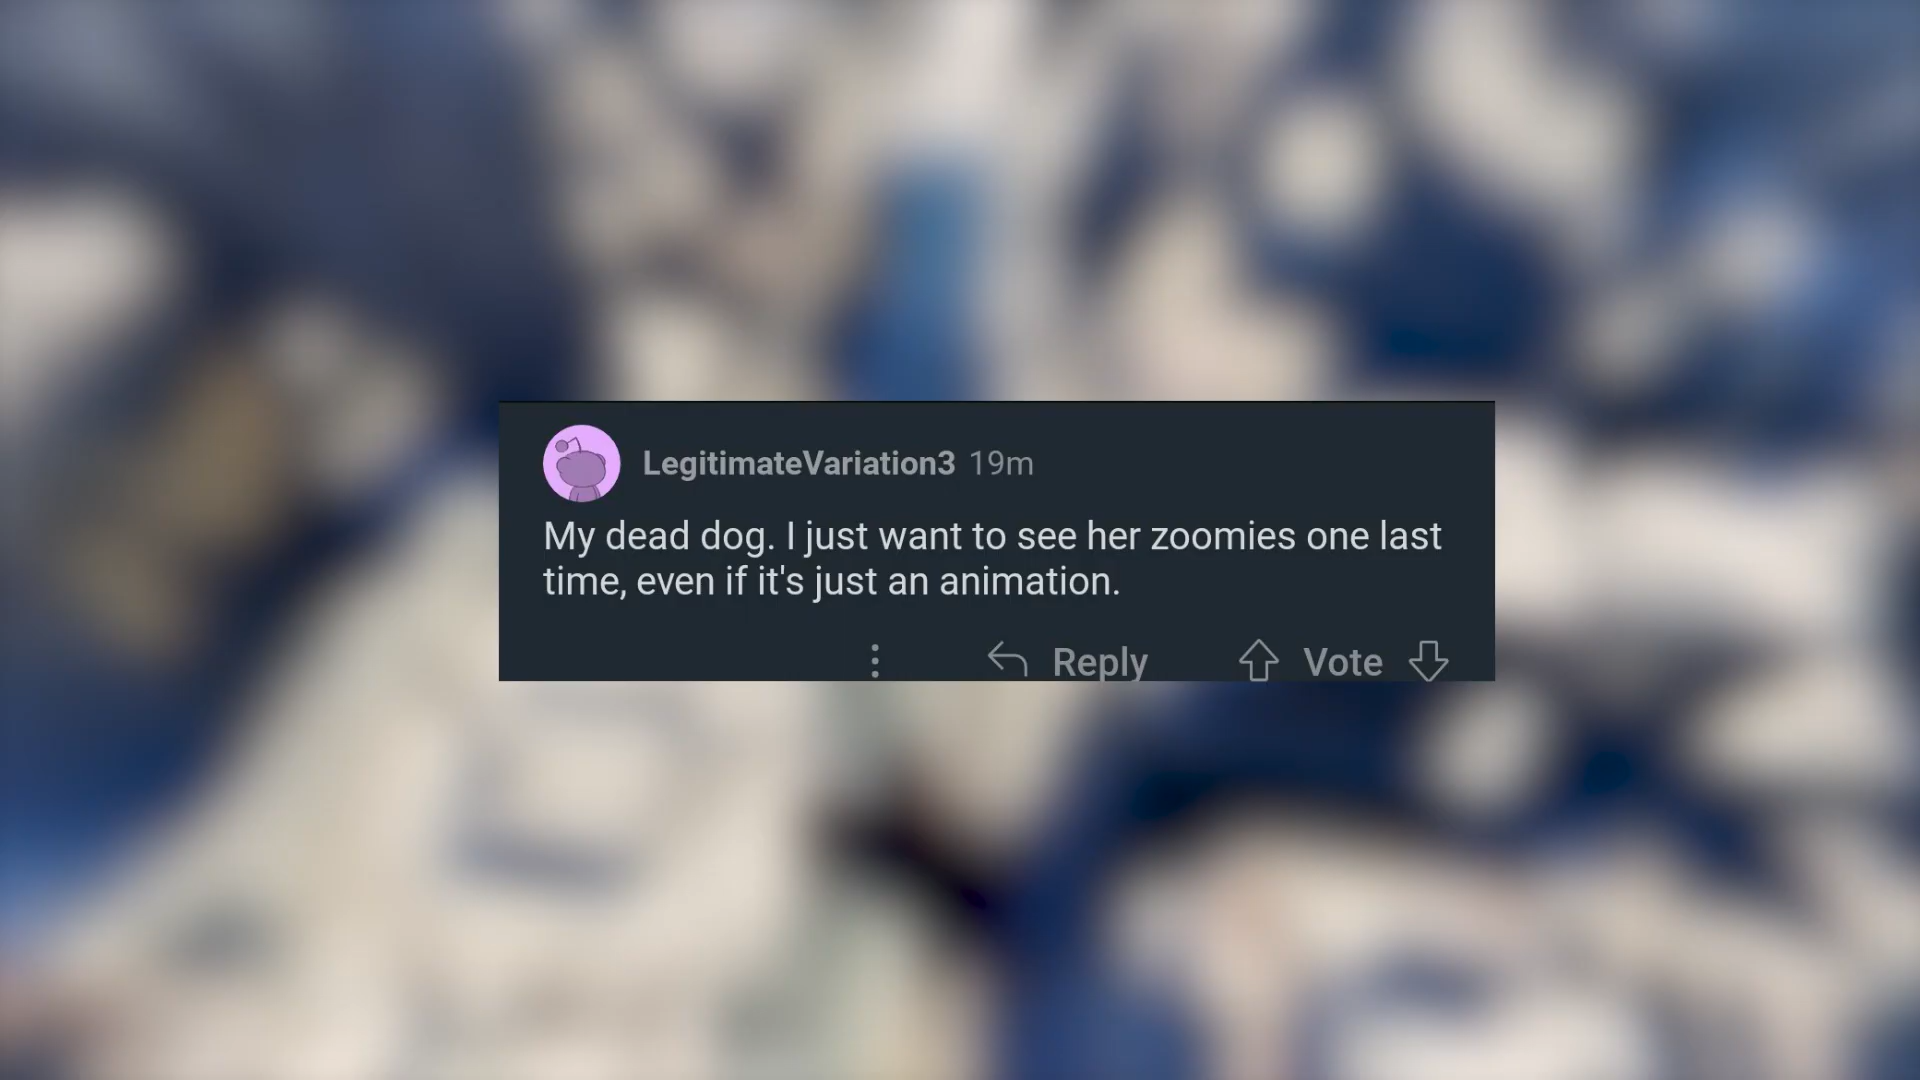 LegitimateVariation3 19m
My dead dog. I just want to see her zoomies one last
time, even if it's just an animation.
Reply Vote